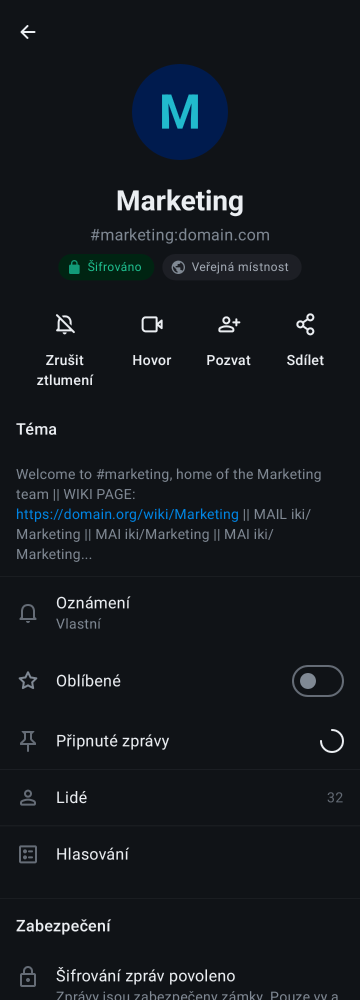 M
Marketing
#marketing:domain.com
Šifrováno
Veřejná místnost
Zrušit
ztlumení
Hovor
Pozvat
Sdílet
Téma
Welcome to #marketing, home of the Marketing
team || WIKI PAGE:
https://domain.org/wiki/Marketing || MAIL iki/
Marketing || MAI iki/Marketing || MAI iki/
Marketing...
Oznámení
Vlastní
Oblíbené
Připnuté zprávy
Lidé
32
Hlasování
Zabezpečení
Šifrování zpráv povoleno
Zprávy jsou zabezpečeny zámky. Pouze vy a